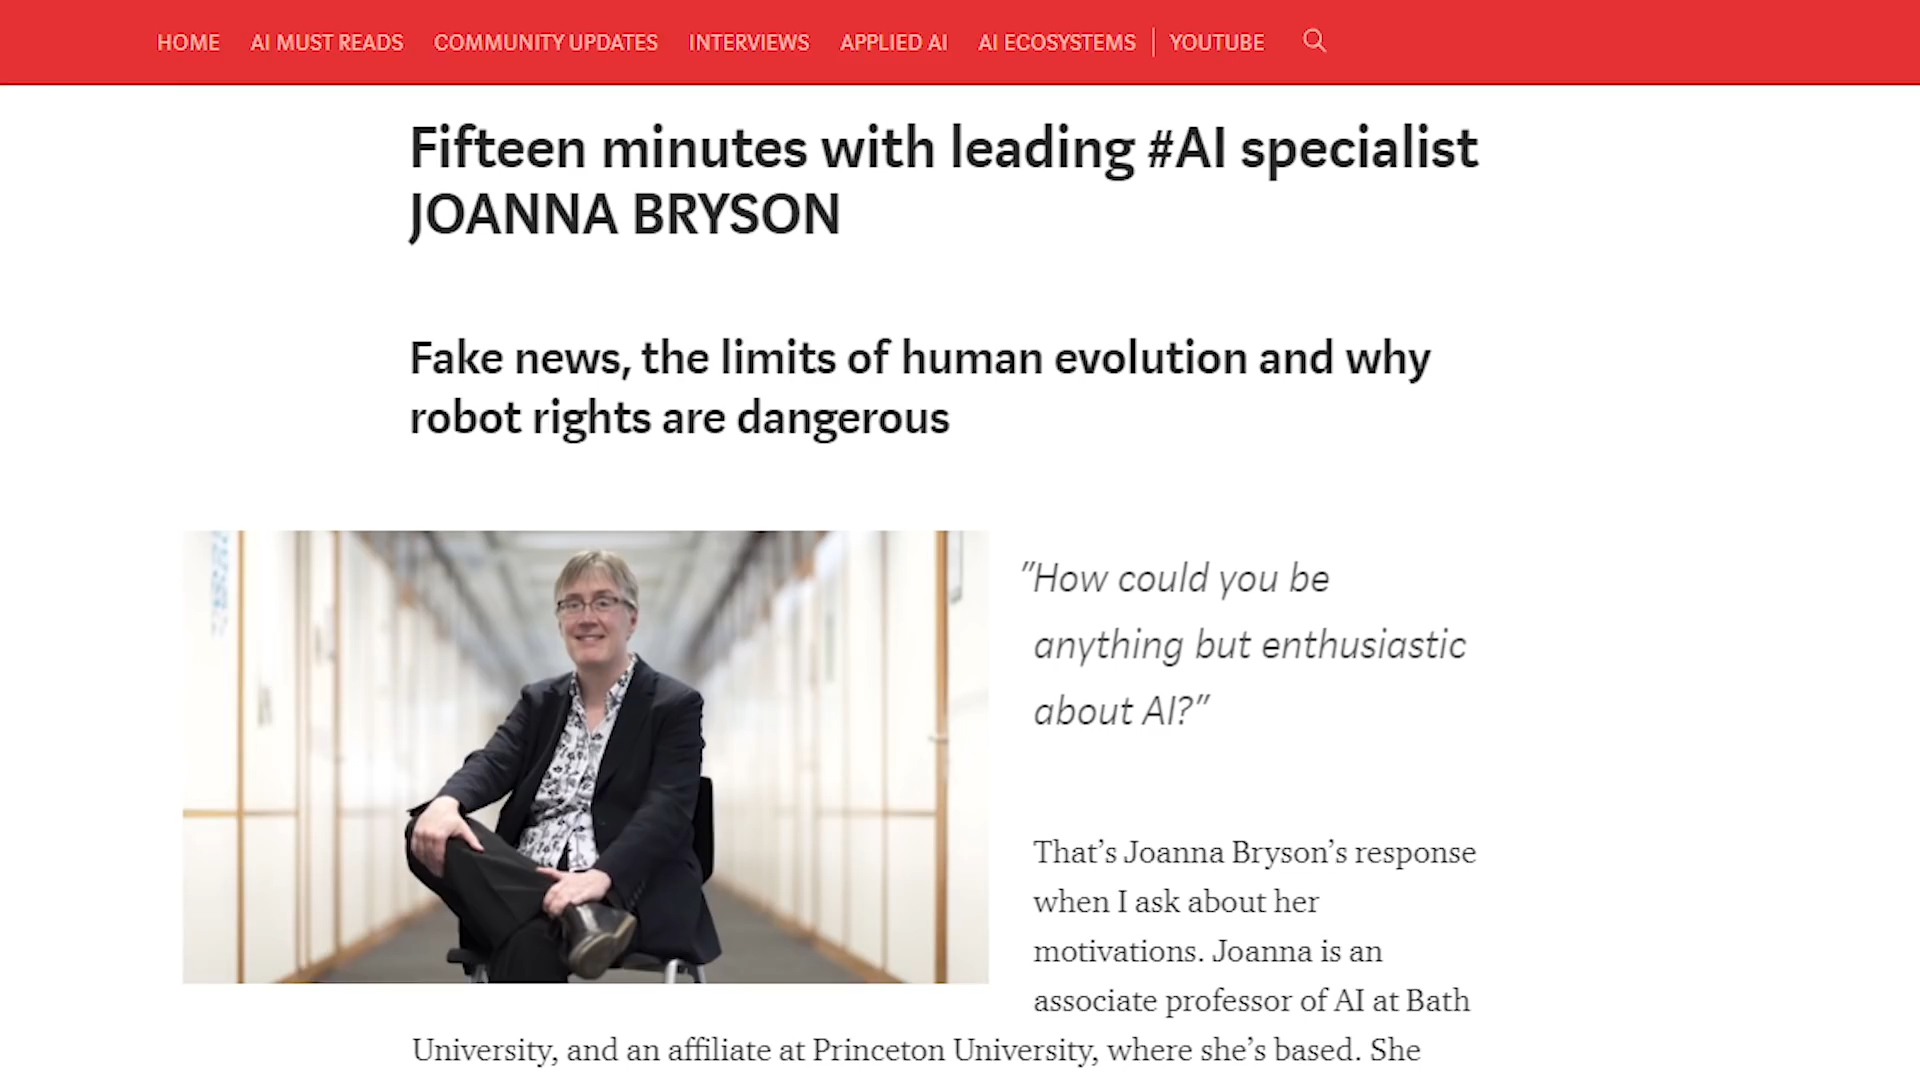 HOME AI MUST READS COMMUNITY UPDATES INTERVIEWS APPLIED AI AI ECOSYSTEMS YOUTUBE
Fifteen minutes with leading #AI specialist
JOANNA BRYSON
Fake news, the limits of human evolution and why
robot rights are dangerous
"How could you be
anything but enthusiastic
about AI?"
That’s Joanna Bryson’s response
when I ask about her
motivations. Joanna is an
associate professor of AI at Bath
University, and an affiliate at Princeton University, where she’s based. She